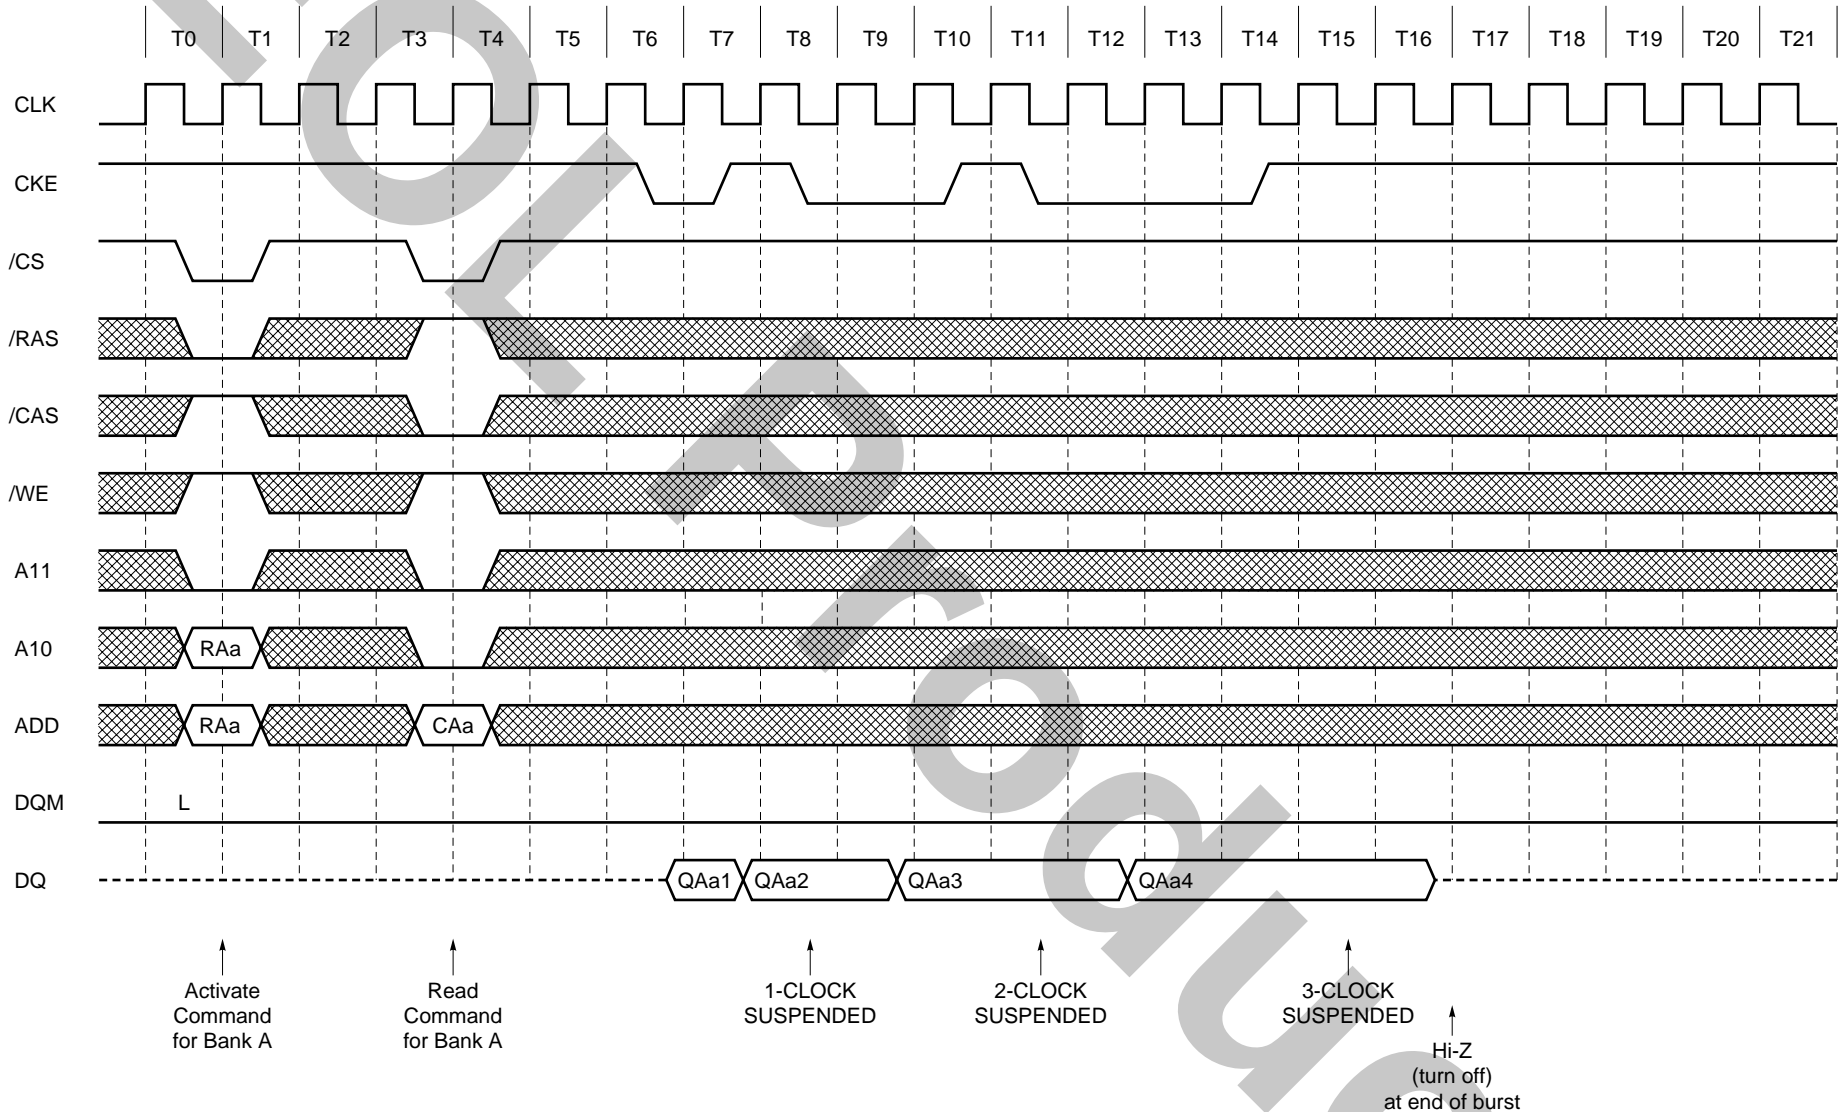 T0 T1 T2 T3 T4 T5 T6 T7 T8 T9 T10 T11 T12 T13 T14 T15 T16 T17 T18 T19 T20 T21
CLK
CKE
/CS
/RAS
/CAS
/WE
A11
A10 RAa
ADD RAa CAa
DQM L
DQ QAa1 QAa2 QAa3 QAa4
Activate
Command
for Bank A
Read
Command
for Bank A
1-CLOCK
SUSPENDED
2-CLOCK
SUSPENDED
3-CLOCK
SUSPENDED
Hi-Z
(turn off)
at end of burst